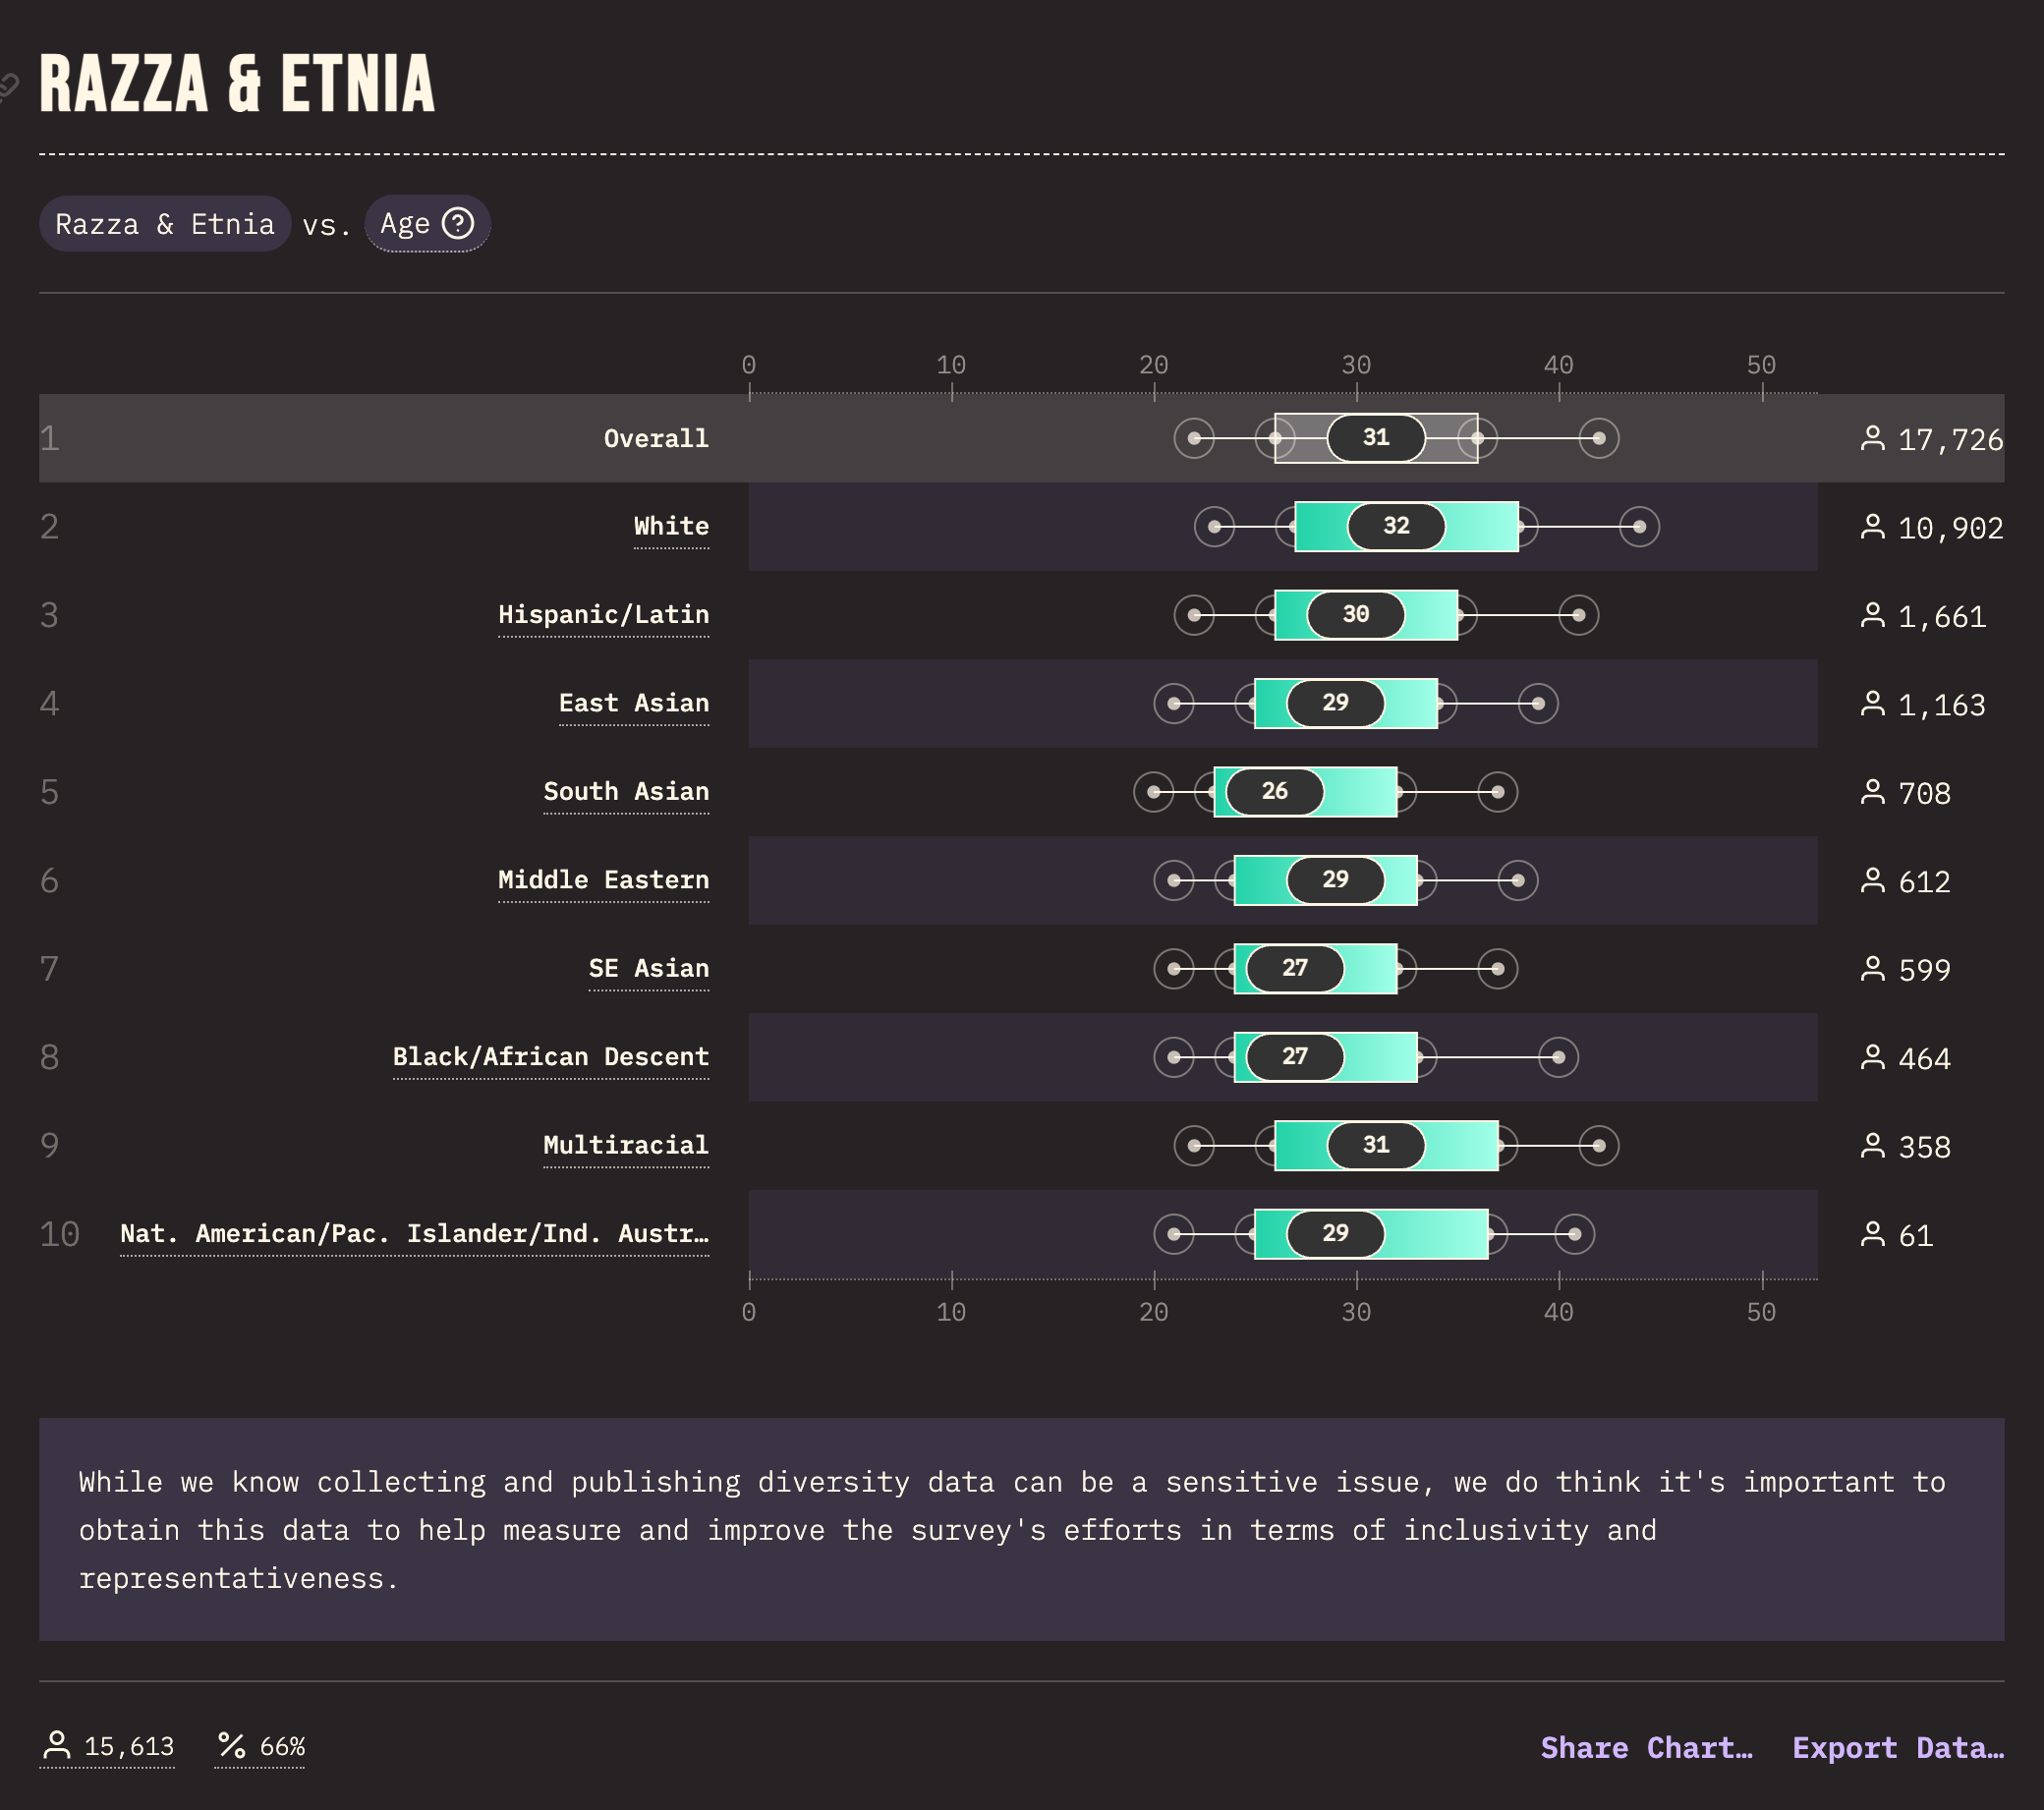 RAZZA & ETNIA
Razza & Etnia vs. Age
0 10 20 30 40 50
1 Overall 31 17,726
2 White 32 10,902
3 Hispanic/Latin 30 1,661
4 East Asian 29 1,163
5 South Asian 26 708
6 Middle Eastern 29 612
7 SE Asian 27 599
8 Black/African Descent 27 464
9 Multiracial 31 358
10 Nat. American/Pac. Islander/Ind. Austr… 29 61
0 10 20 30 40 50
While we know collecting and publishing diversity data can be a sensitive issue, we do think it's important to
obtain this data to help measure and improve the survey's efforts in terms of inclusivity and
representativeness.
15,613 % 66% Share Chart… Export Data…